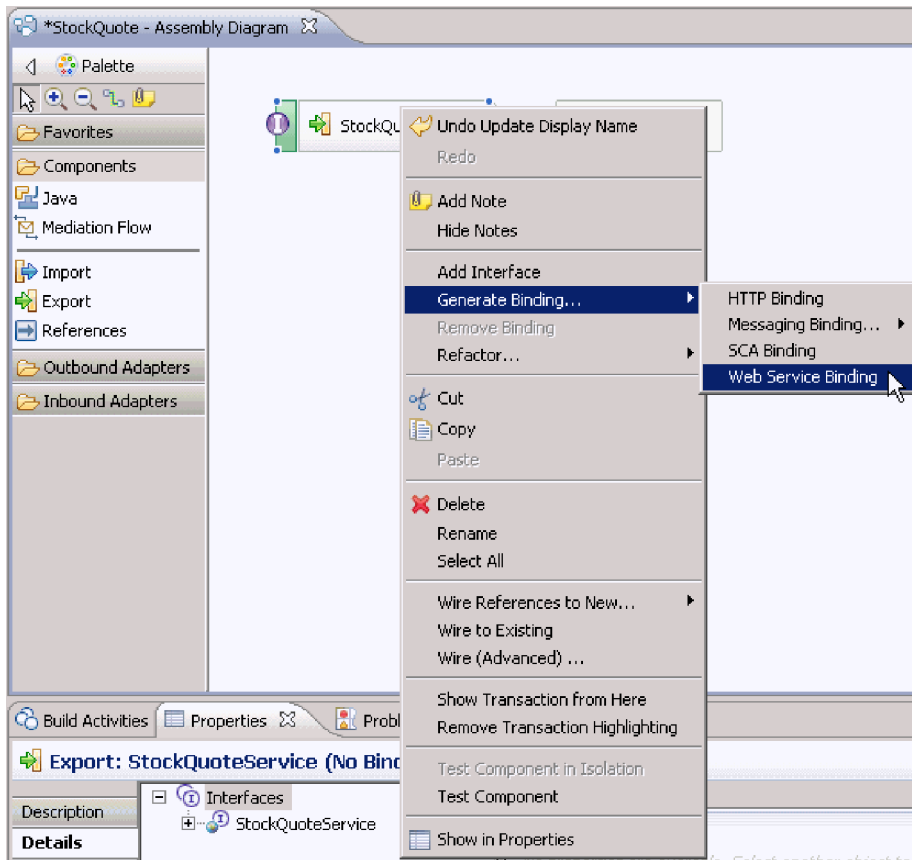 *StockQuote - Assembly Diagram
Palette
Favorites
Components
Java
Mediation Flow
Import
Export
References
Outbound Adapters
Inbound Adapters
StockQu
Undo Update Display Name
Redo
Add Note
Hide Notes
Add Interface
Generate Binding...
Remove Binding
Refactor...
Cut
Copy
Paste
Delete
Rename
Select All
Wire References to New...
Wire to Existing
Wire (Advanced) ...
Show Transaction from Here
Remove Transaction Highlighting
Test Component in Isolation
Test Component
Show in Properties
HTTP Binding
Messaging Binding...
SCA Binding
Web Service Binding
Build Activities
Properties
Probl
Export: StockQuoteService (No Bind
Description
Details
Interfaces
StockQuoteService